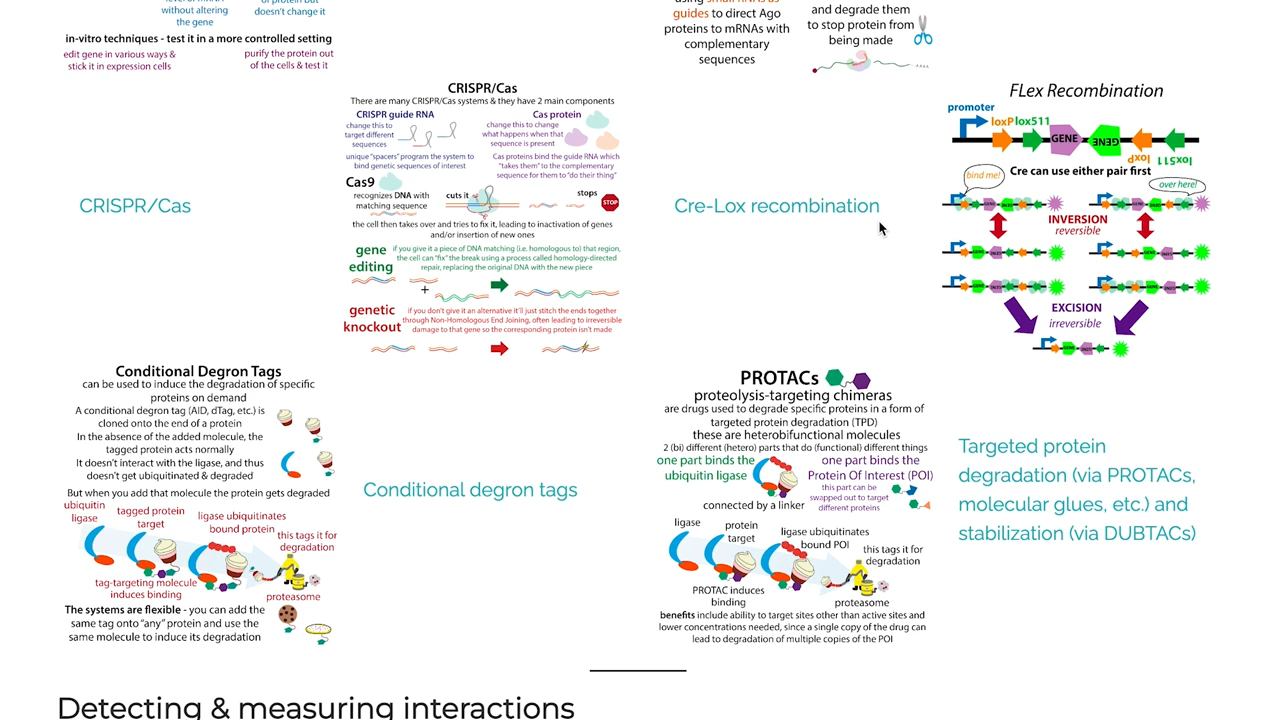 level of mRNA
without altering
the gene
of protein but
doesn't change it
in-vitro techniques - test it in a more controlled setting
edit gene in various ways &
stick it in expression cells
purify the protein out
of the cells & test it
using small RNAs as
guides to direct Ago
proteins to mRNAs with
complementary
sequences
and degrade them
to stop protein from
being made
CRISPR/Cas
CRISPR/Cas
There are many CRISPR/Cas systems & they have 2 main components
CRISPR guide RNA
change this to
target different
sequences
unique "spacers" program the system to
bind genetic sequences of interest
Cas protein
change this to change
what happens when that
sequence is present
Cas proteins bind the guide RNA which
"takes them" to the complementary
sequence for them to "do their thing"
Cas9
recognizes DNA with
matching sequence
cuts it
stops
STOP
the cell then takes over and tries to fix it, leading to inactivation of genes
and/or insertion of new ones
gene
editing
if you give it a piece of DNA matching (i.e. homologous to) that region,
the cell can "fix" the break using a process called homology-directed
repair, replacing the original DNA with the new piece
+
genetic
knockout
if you don't give it an alternative it'll just stitch the ends together
through Non-Homologous End Joining, often leading to irreversible
damage to that gene so the corresponding protein isn't made
Cre-Lox recombination
FLex Recombination
promoter
loxP lox511
GENE
GENE
loxP
lox511
Cre can use either pair first
bind me!
over here!
INVERSION
reversible
EXCISION
irreversible
Conditional Degron Tags
can be used to induce the degradation of specific
proteins on demand
A conditional degron tag (AID, dTag, etc.) is
cloned onto the end of a protein
In the absence of the added molecule, the
tagged protein acts normally
It doesn't interact with the ligase, and thus
doesn't get ubiquitinated & degraded
But when you add that molecule the protein gets degraded
ubiquitin
ligase
tagged protein
target
ligase ubiquitinates
bound protein
this tags it for
degradation
tag-targeting molecule
induces binding
proteasome
The systems are flexible - you can add the
same tag onto "any" protein and use the
same molecule to induce its degradation
Conditional degron tags
PROTACs
proteolysis-targeting chimeras
are drugs used to degrade specific proteins in a form of
targeted protein degradation (TPD)
these are heterobifunctional molecules
2 (bi) different (hetero) parts that do (functional) different things
one part binds the
ubiquitin ligase
one part binds the
Protein Of Interest (POI)
this part can be
swapped out to target
different proteins
connected by a linker
ligase
protein
target
ligase ubiquitinates
bound POI
this tags it for
degradation
PROTAC induces
binding
proteasome
benefits include ability to target sites other than active sites and
lower concentrations needed, since a single copy of the drug can
lead to degradation of multiple copies of the POI
Targeted protein
degradation (via PROTACs,
molecular glues, etc.) and
stabilization (via DUBTACs)
Detecting & measuring interactions